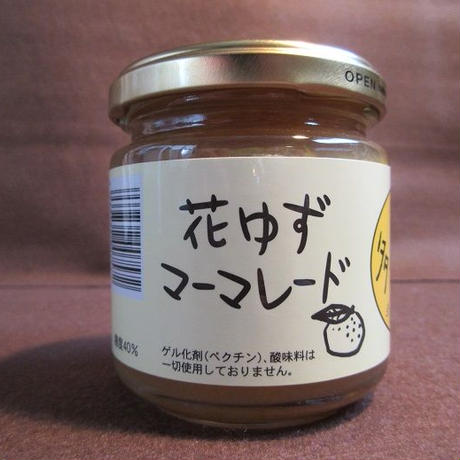 OPEN
花ゆず
マーマレード
糖度40%
ゲル化剤(ペクチン)、酸味料は
一切使用しておりません。